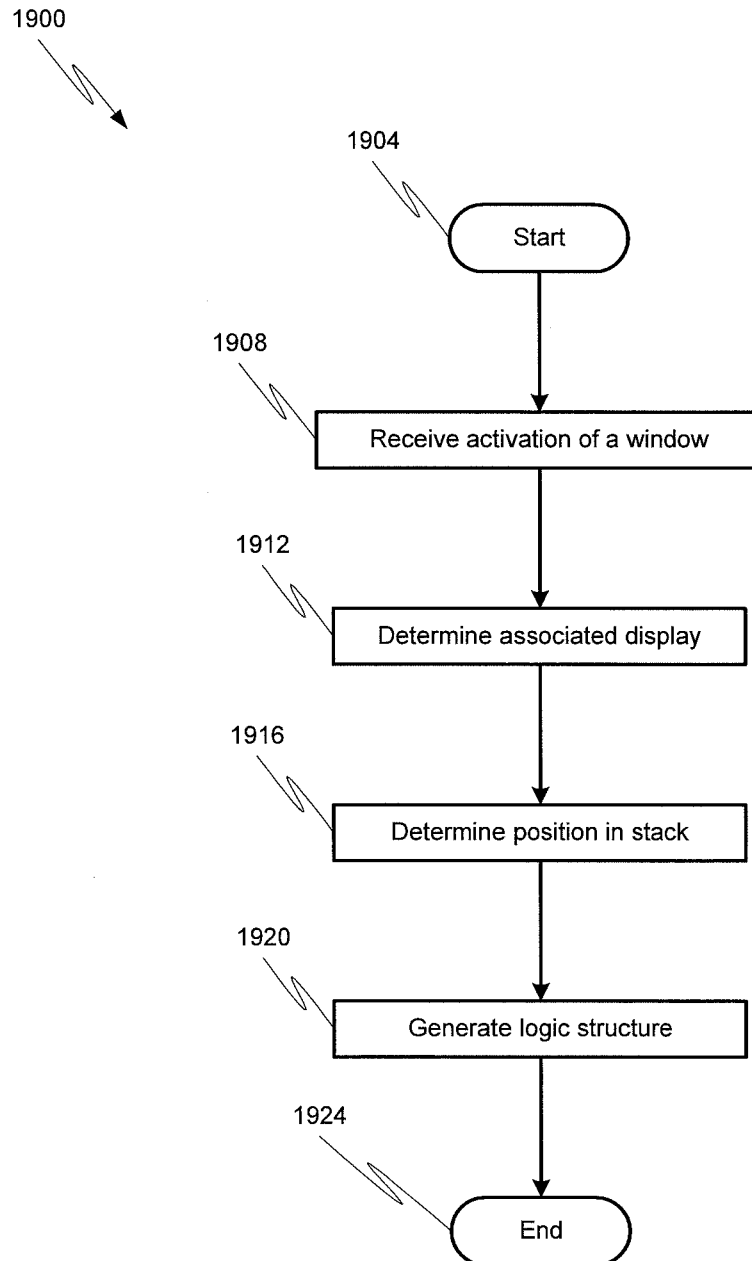 1900
1904
Start
1908
Receive activation of a window
1912
Determine associated display
1916
Determine position in stack
1920
Generate logic structure
1924
End